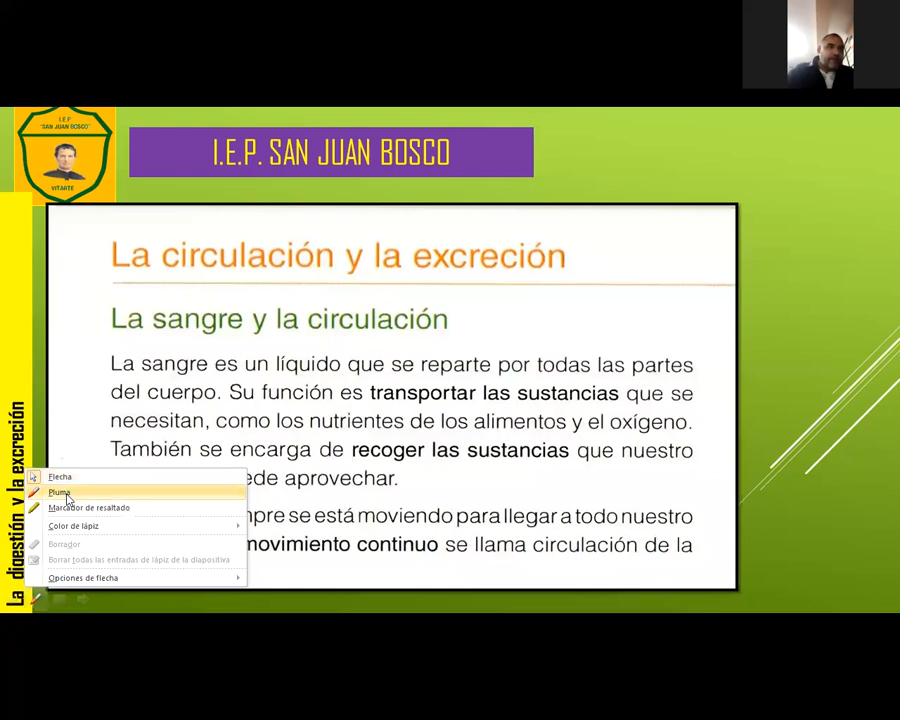 I.E.P
"SAN JUAN BOSCO"
VITARTE
I.E.P. SAN JUAN BOSCO
La digestión y la excreción
La circulación y la excreción
La sangre y la circulación
La sangre es un líquido que se reparte por todas las partes
del cuerpo. Su función es transportar las sustancias que se
necesitan, como los nutrientes de los alimentos y el oxígeno.
También se encarga de recoger las sustancias que nuestro
ede aprovechar.
mpre se está moviendo para llegar a todo nuestro
movimiento continuo se llama circulación de la
Flecha
Pluma
Marcador de resaltado
Color de lápiz
Borrador
Borrar todas las entradas de lápiz de la diapositiva
Opciones de flecha